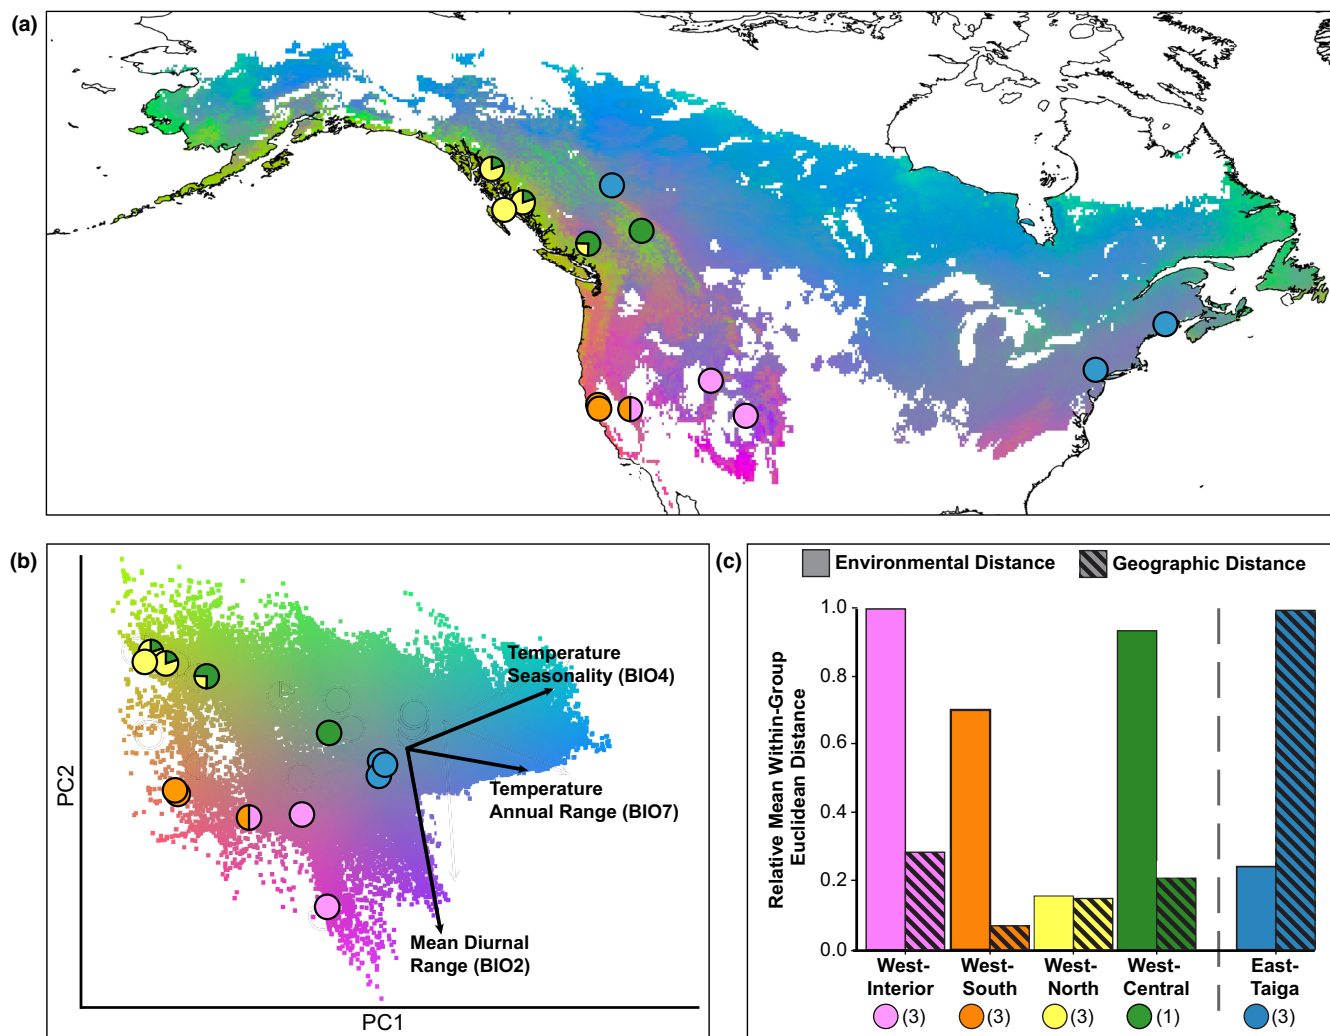 (a)
(b)
Temperature
Seasonality (BIO4)
Temperature
Annual Range (BIO7)
Mean Diurnal
Range (BIO2)
PC2
PC1
(c)
Environmental Distance
Geographic Distance
Relative Mean Within-Group
Euclidean Distance
1.0
0.8
0.6
0.4
0.2
0.0
West-
Interior
(3)
West-
South
(3)
West-
North
(3)
West-
Central
(1)
East-
Taiga
(3)